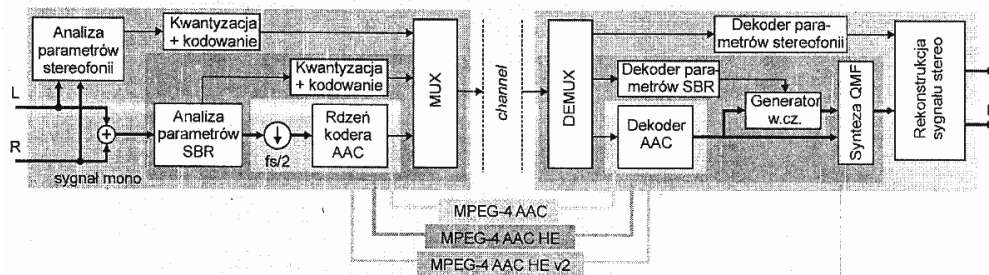 Analiza
parametrów
stereofonii
Kwantyzacja
+ kodowanie
Kwantyzacja
+ kodowanie
L
R
+
sygnał mono
Analiza
parametrów
SBR
fs/2
Rdzeń
kodera
AAC
MUX
channel
DEMUX
Dekoder para-
metrów stereofonii
Dekoder para-
metrów SBR
Dekoder
AAC
Generator
w.cz.
Synteza QMF
Rekonstrukcja
sygnału stereo
MPEG-4 AAC
MPEG-4 AAC HE
MPEG-4 AAC HE v2